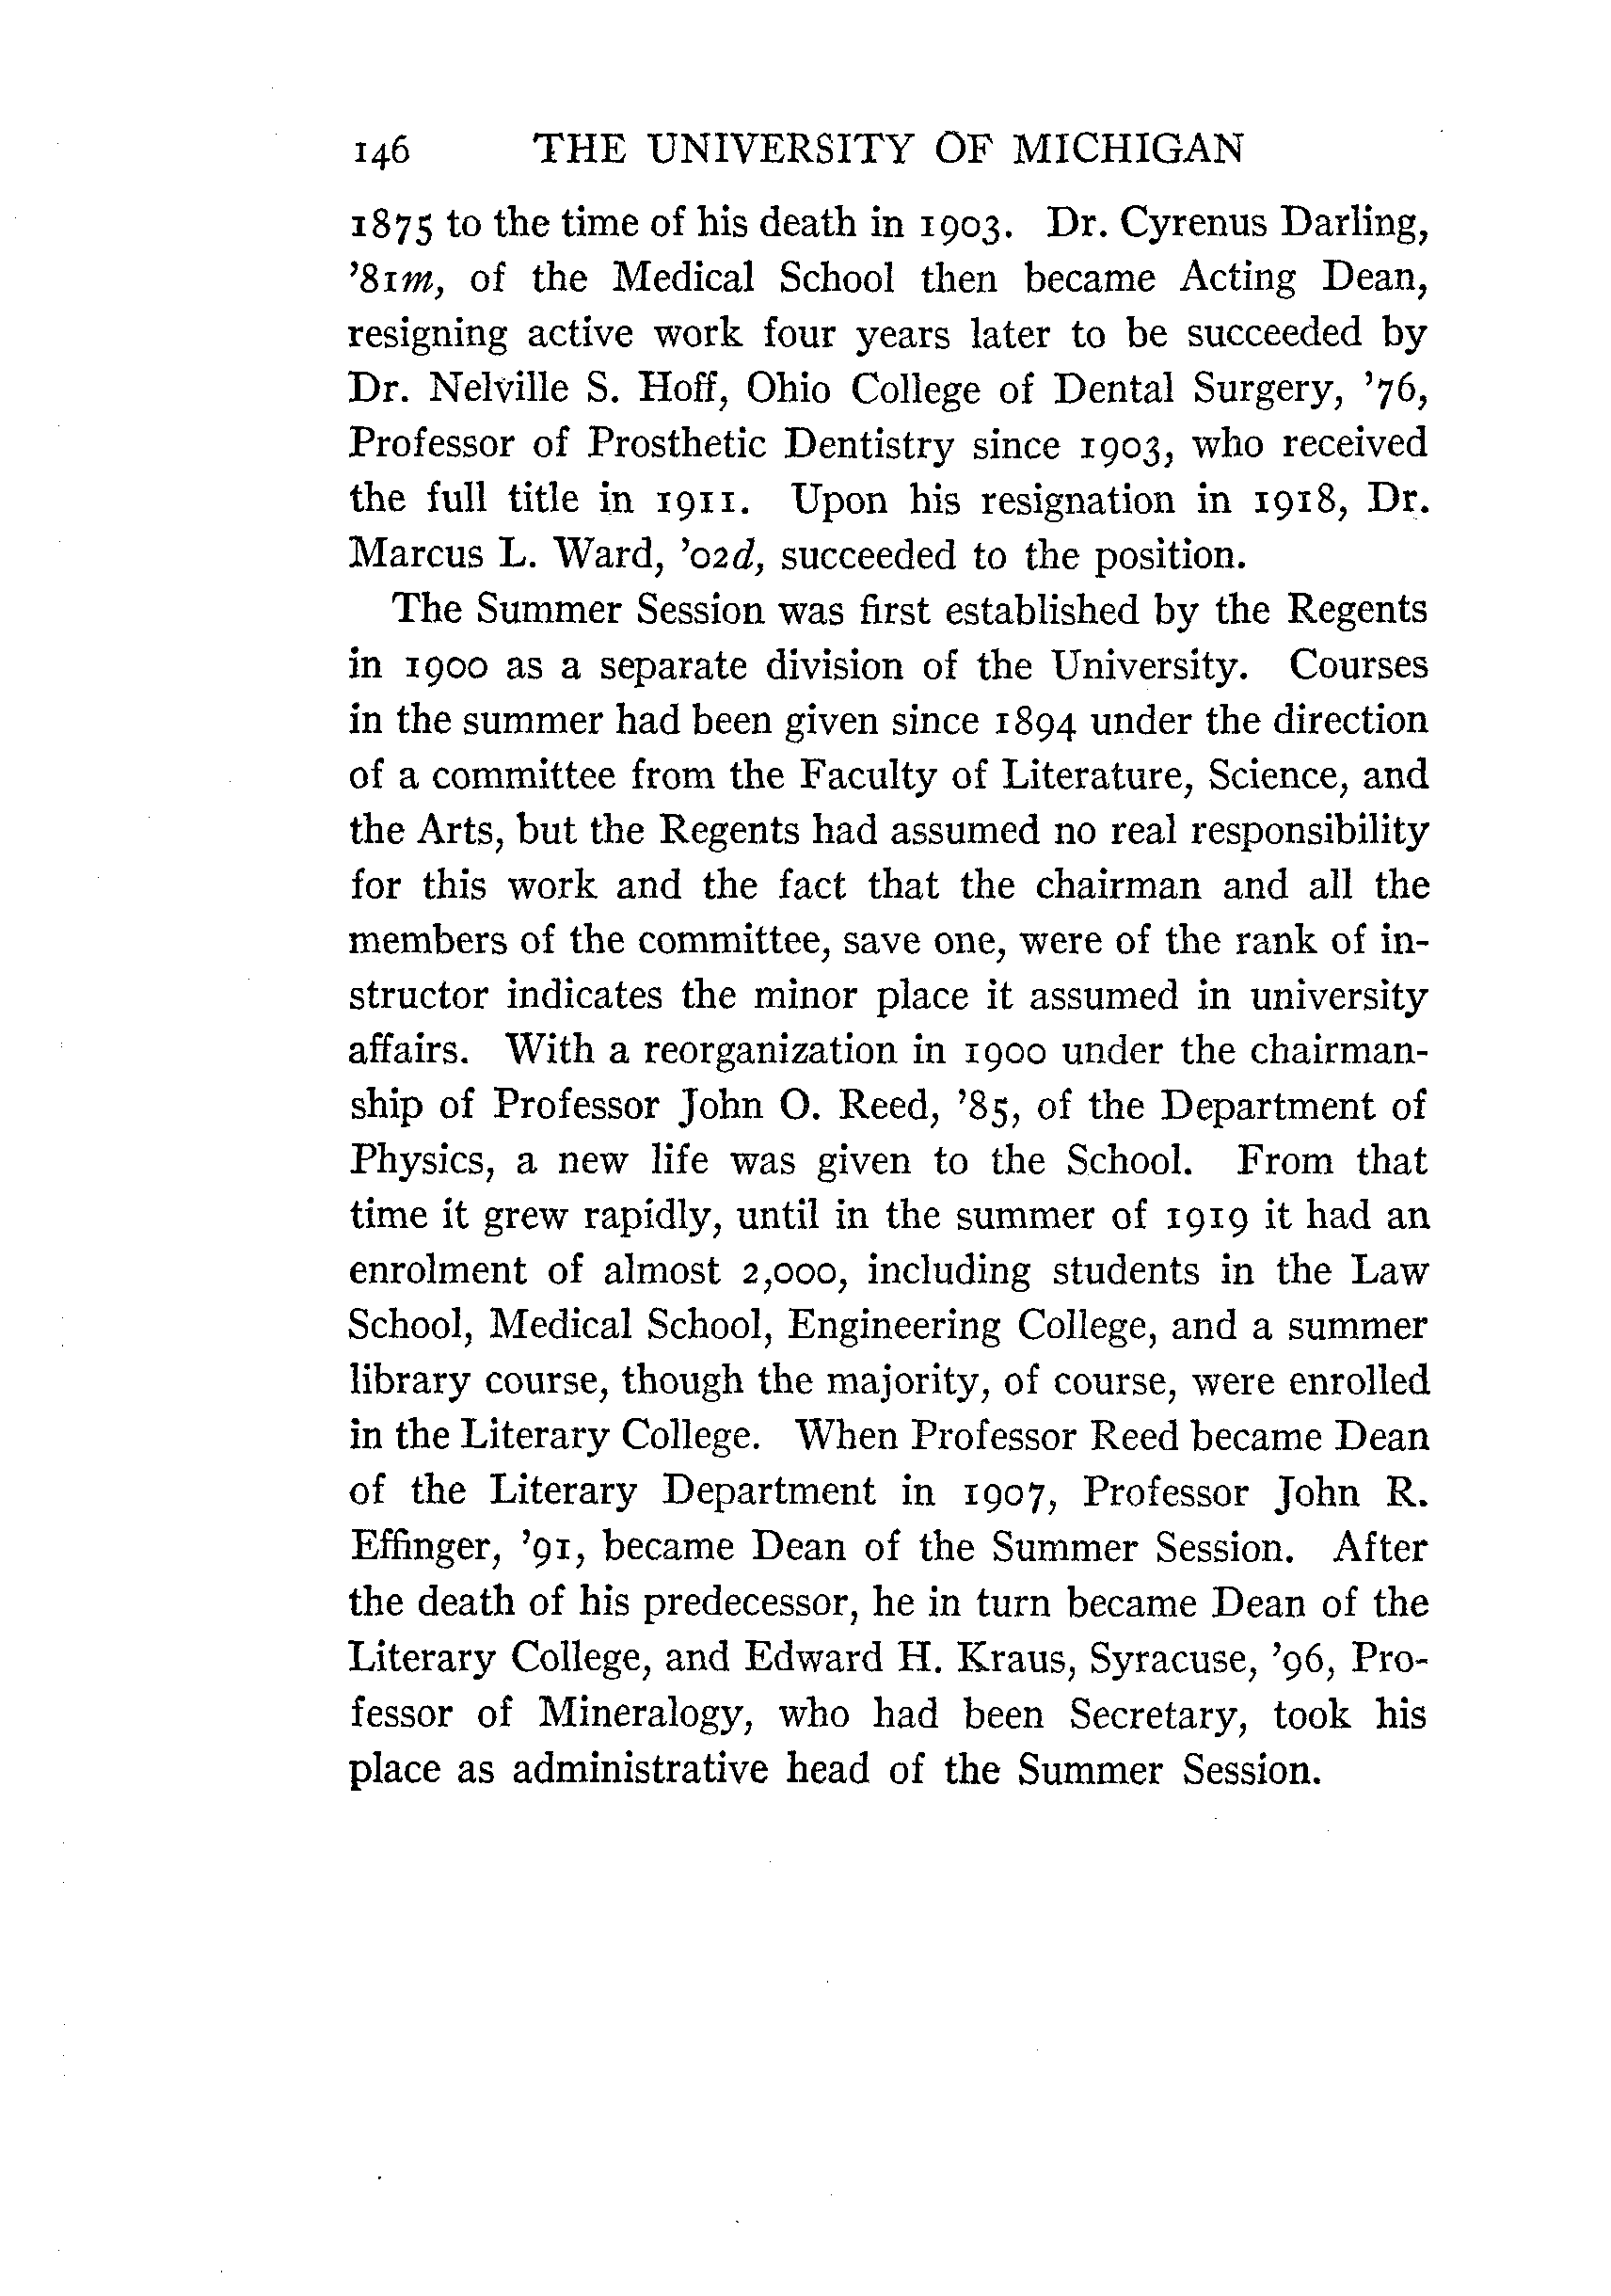 146 THE UNIVERSITY OF MICHIGAN
1875 to the time of his death in 1903. Dr. Cyrenus Darling,
’81m, of the Medical School then became Acting Dean,
resigning active work four years later to be succeeded by
Dr. Nelville S. Hoff, Ohio College of Dental Surgery, ’76,
Professor of Prosthetic Dentistry since 1903, who received
the full title in 1911. Upon his resignation in 1918, Dr.
Marcus L. Ward, ’02d, succeeded to the position.
The Summer Session was first established by the Regents
in 1900 as a separate division of the University. Courses
in the summer had been given since 1894 under the direction
of a committee from the Faculty of Literature, Science, and
the Arts, but the Regents had assumed no real responsibility
for this work and the fact that the chairman and all the
members of the committee, save one, were of the rank of in-
structor indicates the minor place it assumed in university
affairs. With a reorganization in 1900 under the chairman-
ship of Professor John O. Reed, ’85, of the Department of
Physics, a new life was given to the School. From that
time it grew rapidly, until in the summer of 1919 it had an
enrolment of almost 2,000, including students in the Law
School, Medical School, Engineering College, and a summer
library course, though the majority, of course, were enrolled
in the Literary College. When Professor Reed became Dean
of the Literary Department in 1907, Professor John R.
Effinger, ’91, became Dean of the Summer Session. After
the death of his predecessor, he in turn became Dean of the
Literary College, and Edward H. Kraus, Syracuse, ’96, Pro-
fessor of Mineralogy, who had been Secretary, took his
place as administrative head of the Summer Session.